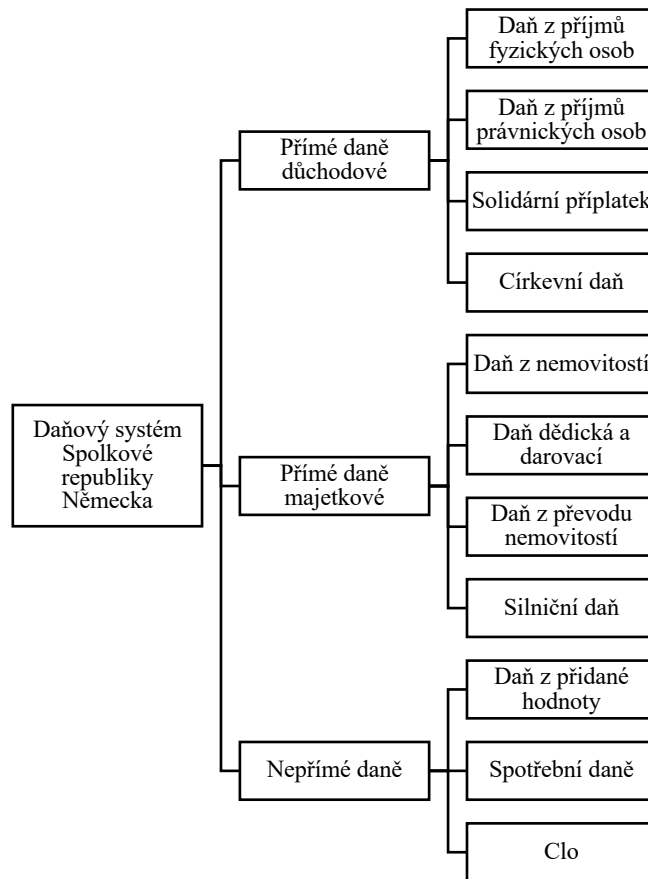 Daňový systém
Spolkové
republiky
Německa
Přímé daně
důchodové
Daň z příjmů
fyzických osob
Daň z příjmů
právnických osob
Solidární příplatek
Církevní daň
Přímé daně
majetkové
Daň z nemovitostí
Daň dědická a
darovací
Daň z převodu
nemovitostí
Silniční daň
Nepřímé daně
Daň z přidané
hodnoty
Spotřební daně
Clo